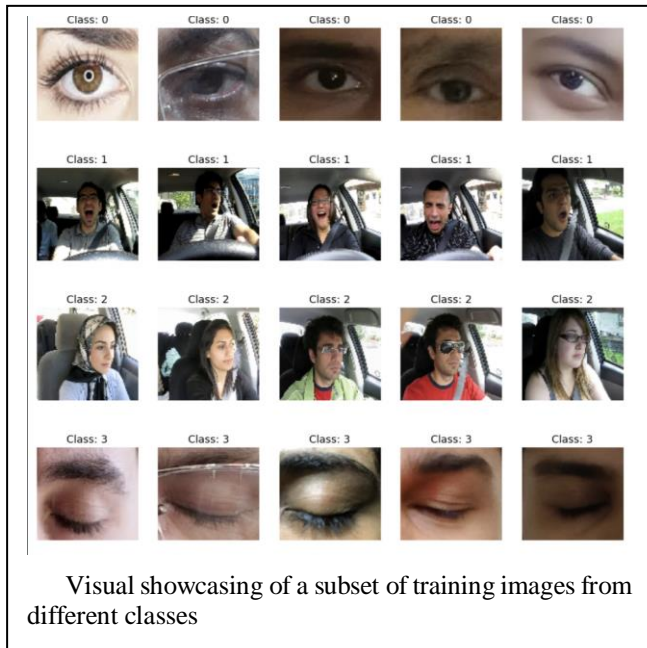 Class: 0 Class: 0 Class: 0 Class: 0 Class: 0
Class: 1 Class: 1 Class: 1 Class: 1 Class: 1
Class: 2 Class: 2 Class: 2 Class: 2 Class: 2
Class: 3 Class: 3 Class: 3 Class: 3 Class: 3
Visual showcasing of a subset of training images from
different classes